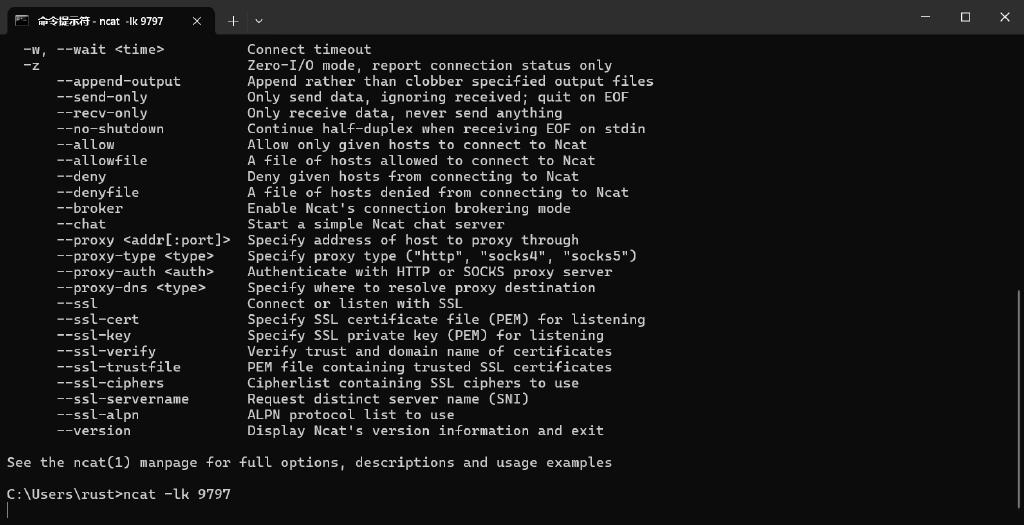 命令提示符 - ncat -lk 9797
-w, --wait <time> Connect timeout
-z Zero-I/O mode, report connection status only
--append-output Append rather than clobber specified output files
--send-only Only send data, ignoring received; quit on EOF
--recv-only Only receive data, never send anything
--no-shutdown Continue half-duplex when receiving EOF on stdin
--allow Allow only given hosts to connect to Ncat
--allowfile A file of hosts allowed to connect to Ncat
--deny Deny given hosts from connecting to Ncat
--denyfile A file of hosts denied from connecting to Ncat
--broker Enable Ncat's connection brokering mode
--chat Start a simple Ncat chat server
--proxy <addr[:port]> Specify address of host to proxy through
--proxy-type <type> Specify proxy type ("http", "socks4", "socks5")
--proxy-auth <auth> Authenticate with HTTP or SOCKS proxy server
--proxy-dns <type> Specify where to resolve proxy destination
--ssl Connect or listen with SSL
--ssl-cert Specify SSL certificate file (PEM) for listening
--ssl-key Specify SSL private key (PEM) for listening
--ssl-verify Verify trust and domain name of certificates
--ssl-trustfile PEM file containing trusted SSL certificates
--ssl-ciphers Cipherlist containing SSL ciphers to use
--ssl-servername Request distinct server name (SNI)
--ssl-alpn ALPN protocol list to use
--version Display Ncat's version information and exit
See the ncat(1) manpage for full options, descriptions and usage examples
C:\Users\rust>ncat -lk 9797